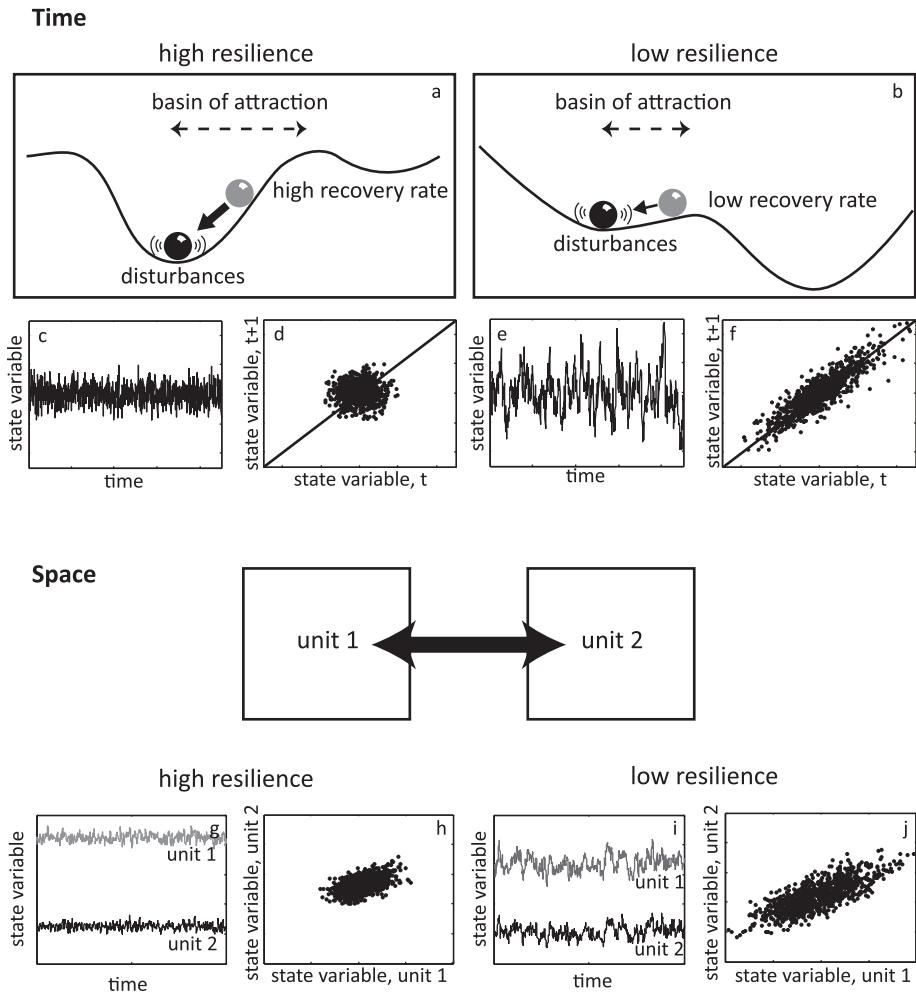 Time
high resilience
low resilience
a
basin of attraction
high recovery rate
disturbances
b
basin of attraction
low recovery rate
disturbances
c
state variable
time
d
state variable, t+1
state variable, t
e
state variable
time
f
state variable, t+1
state variable, t
Space
unit 1
unit 2
high resilience
low resilience
g
state variable
unit 1
unit 2
time
h
state variable, unit 2
state variable, unit 1
i
state variable
unit 1
unit 2
time
j
state variable, unit 2
state variable, unit 1